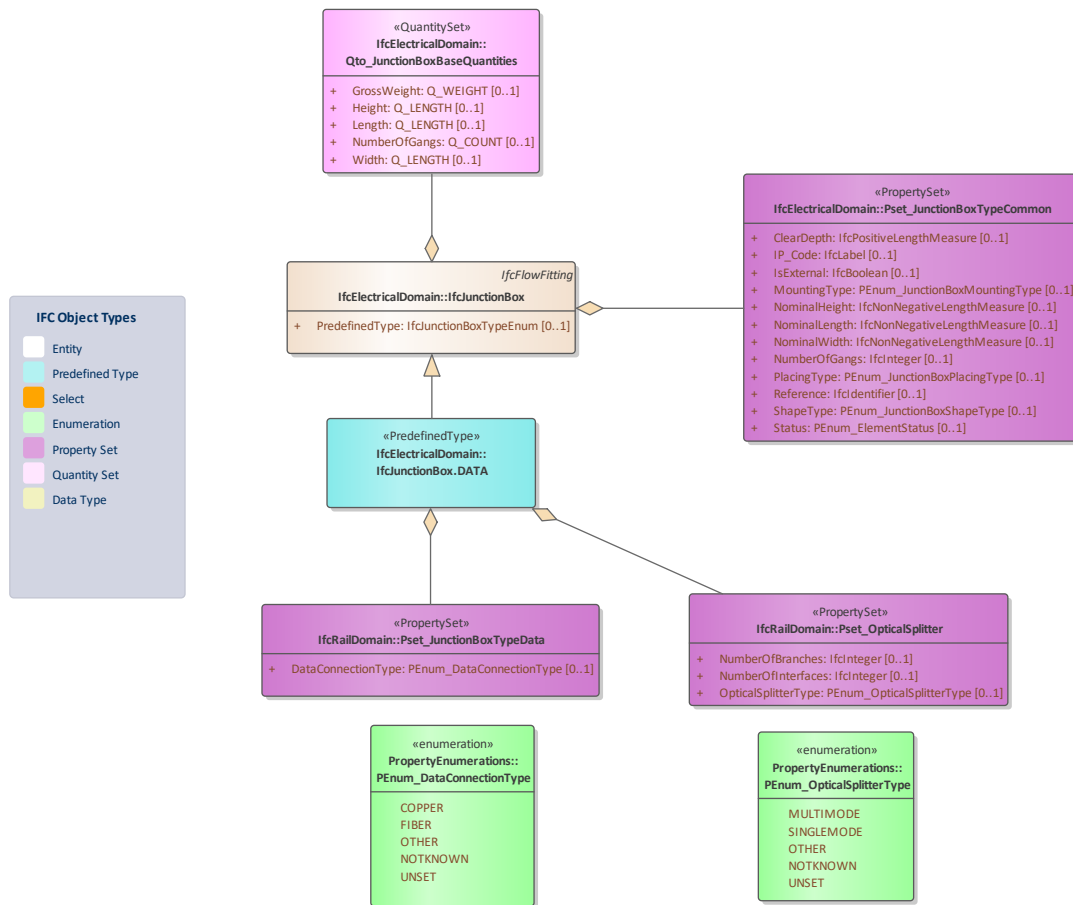 «QuantitySet»
IfcElectricalDomain::
Qto_JunctionBoxBaseQuantities
+ GrossWeight: Q_WEIGHT [0..1]
+ Height: Q_LENGTH [0..1]
+ Length: Q_LENGTH [0..1]
+ NumberOfGangs: Q_COUNT [0..1]
+ Width: Q_LENGTH [0..1]
«PropertySet»
IfcElectricalDomain::Pset_JunctionBoxTypeCommon
+ ClearDepth: IfcPositiveLengthMeasure [0..1]
+ IP_Code: IfcLabel [0..1]
+ IsExternal: IfcBoolean [0..1]
+ MountingType: PEnum_JunctionBoxMountingType [0..1]
+ NominalHeight: IfcNonNegativeLengthMeasure [0..1]
+ NominalLength: IfcNonNegativeLengthMeasure [0..1]
+ NominalWidth: IfcNonNegativeLengthMeasure [0..1]
+ NumberOfGangs: IfcInteger [0..1]
+ PlacingType: PEnum_JunctionBoxPlacingType [0..1]
+ Reference: IfcIdentifier [0..1]
+ ShapeType: PEnum_JunctionBoxShapeType [0..1]
+ Status: PEnum_ElementStatus [0..1]
IfcFlowFitting
IfcElectricalDomain::IfcJunctionBox
+ PredefinedType: IfcJunctionBoxTypeEnum [0..1]
IFC Object Types
Entity
Predefined Type
Select
Enumeration
Property Set
Quantity Set
Data Type
«PredefinedType»
IfcElectricalDomain::
IfcJunctionBox.DATA
«PropertySet»
IfcRailDomain::Pset_JunctionBoxTypeData
+ DataConnectionType: PEnum_DataConnectionType [0..1]
«PropertySet»
IfcRailDomain::Pset_OpticalSplitter
+ NumberOfBranches: IfcInteger [0..1]
+ NumberOfInterfaces: IfcInteger [0..1]
+ OpticalSplitterType: PEnum_OpticalSplitterType [0..1]
«enumeration»
PropertyEnumerations::
PEnum_DataConnectionType
COPPER
FIBER
OTHER
NOTKNOWN
UNSET
«enumeration»
PropertyEnumerations::
PEnum_OpticalSplitterType
MULTIMODE
SINGLEMODE
OTHER
NOTKNOWN
UNSET